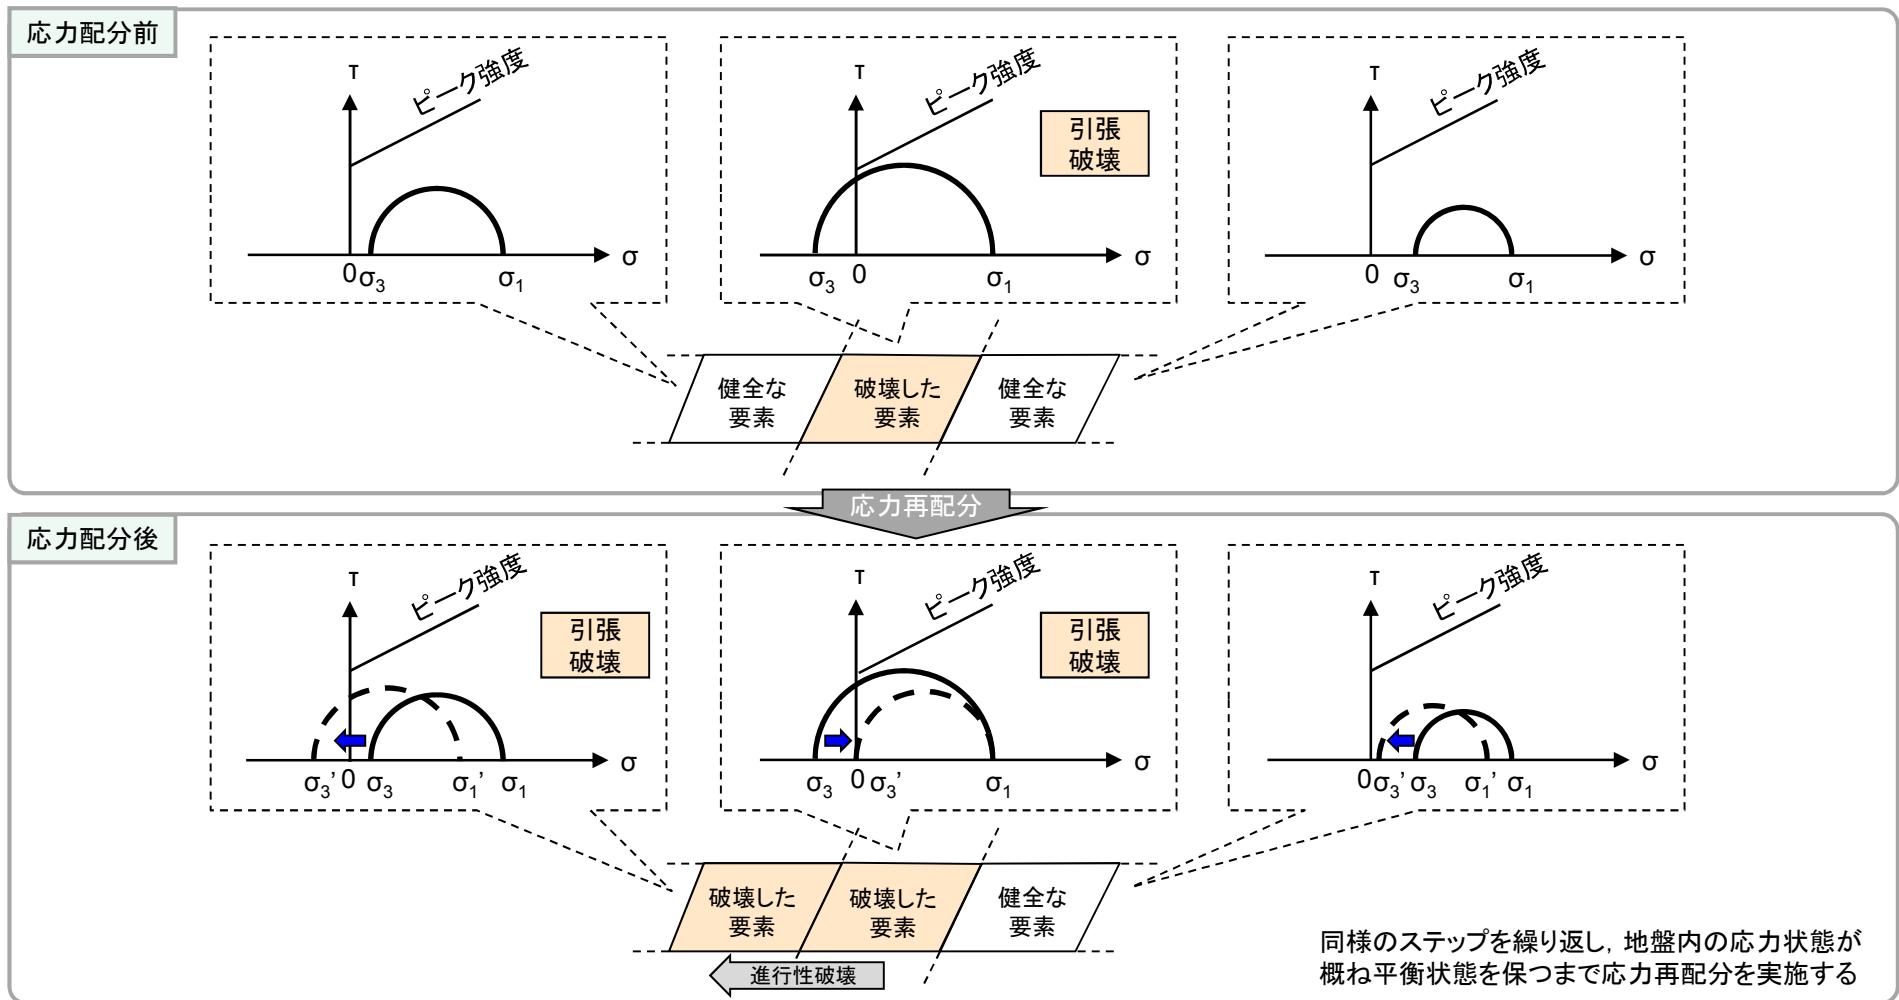 応力配分前
τ
ピーク強度
σ
0
σ3
σ1
τ
ピーク強度
引張
破壊
σ
σ3
0
σ1
τ
ピーク強度
σ
0
σ3
σ1
健全な
要素
破壊した
要素
健全な
要素
応力再配分
応力配分後
τ
ピーク強度
引張
破壊
σ
σ3’
0
σ3
σ1’
σ1
τ
ピーク強度
引張
破壊
σ
σ3
0
σ3’
σ1
τ
ピーク強度
σ
0
σ3’
σ3
σ1’
σ1
破壊した
要素
破壊した
要素
健全な
要素
進行性破壊
同様のステップを繰り返し，地盤内の応力状態が
概ね平衡状態を保つまで応力再配分を実施する